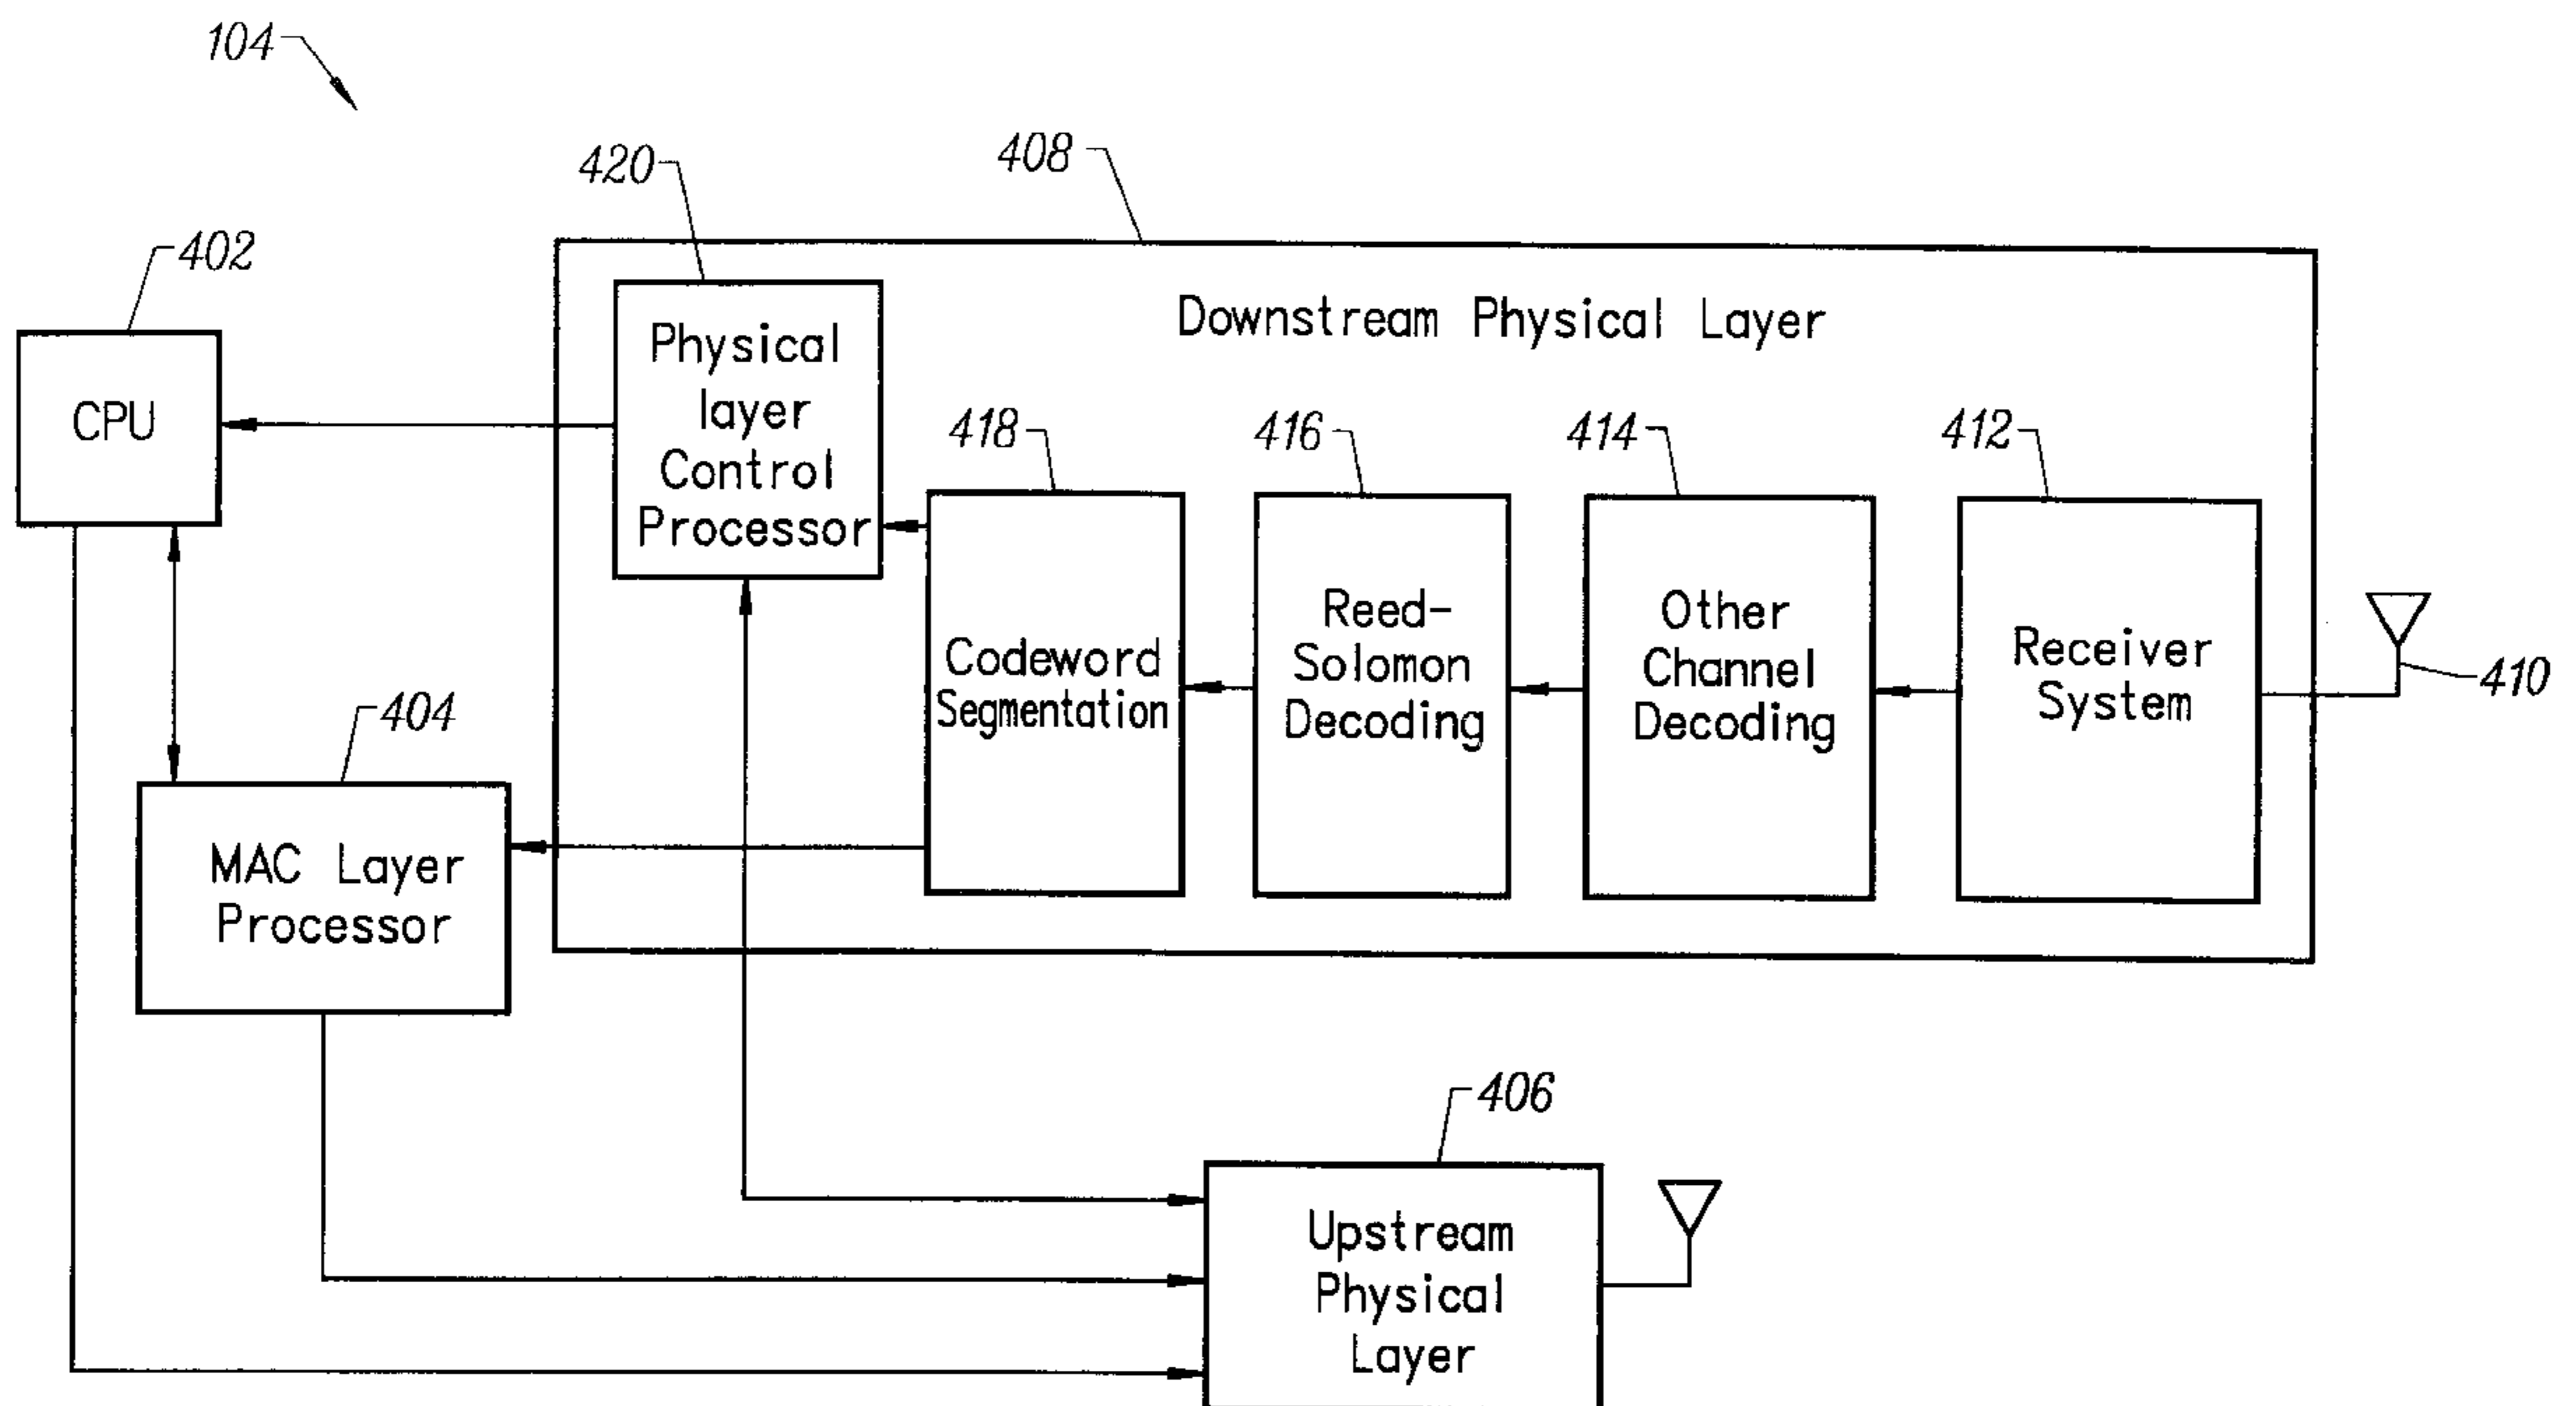 104
408
420
402
Downstream Physical Layer
Physical
layer
Control
Processor
CPU
418
416
414
412
Codeword
Segmentation
Reed-
Solomon
Decoding
Other
Channel
Decoding
Receiver
System
410
404
MAC Layer
Processor
406
Upstream
Physical
Layer